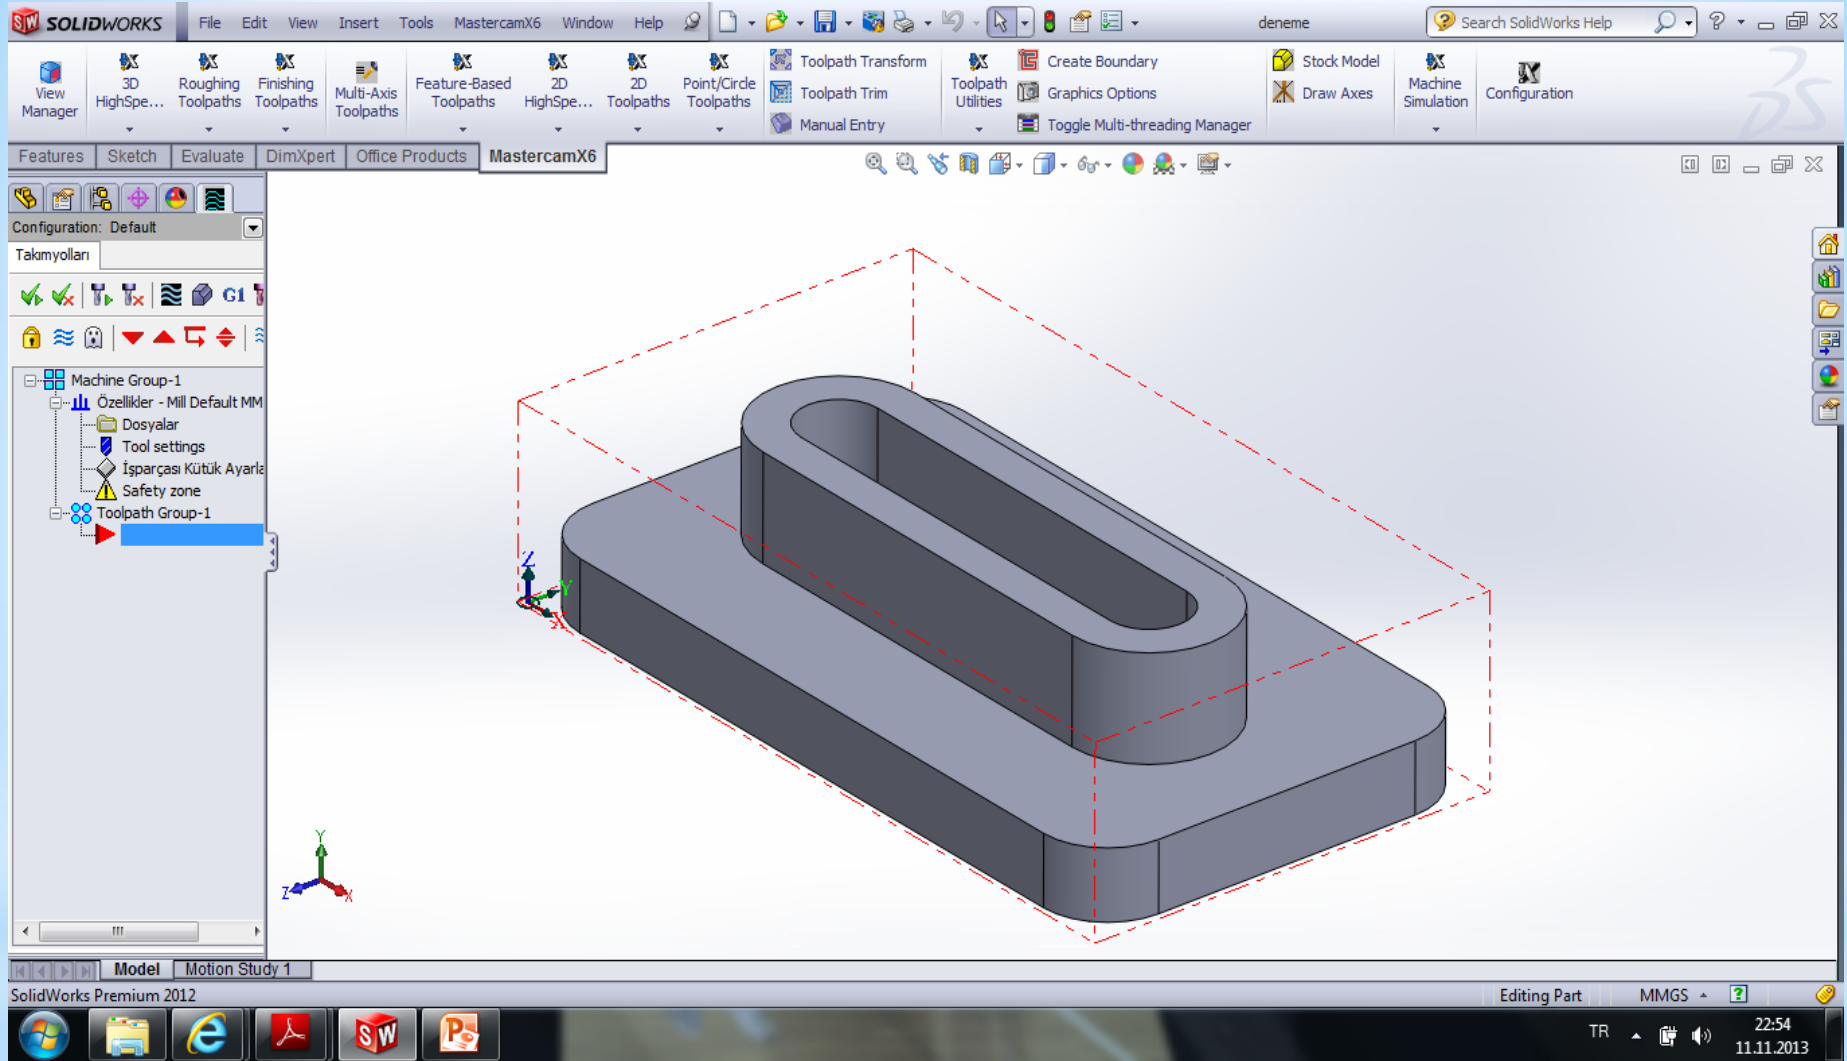 SOLIDWORKS File Edit View Insert Tools MastercamX6 Window Help deneme Search SolidWorks Help
View Manager
3D HighSpe...
Roughing Toolpaths
Finishing Toolpaths
Multi-Axis Toolpaths
Feature-Based Toolpaths
2D HighSpe...
2D Toolpaths
Point/Circle Toolpaths
Toolpath Transform
Toolpath Trim
Manual Entry
Toolpath Utilities
Create Boundary
Graphics Options
Toggle Multi-threading Manager
Stock Model
Draw Axes
Machine Simulation
Configuration
Features Sketch Evaluate DimXpert Office Products MastercamX6
Configuration: Default
Takımyolları
G1
Machine Group-1
Özellikler - Mill Default MM
Dosyalar
Tool settings
İşparçası Kütük Ayarla
Safety zone
Toolpath Group-1
Z
Y
X
Y
Z
X
Model Motion Study 1
SolidWorks Premium 2012 Editing Part MMGS
TR 22:54
11.11.2013